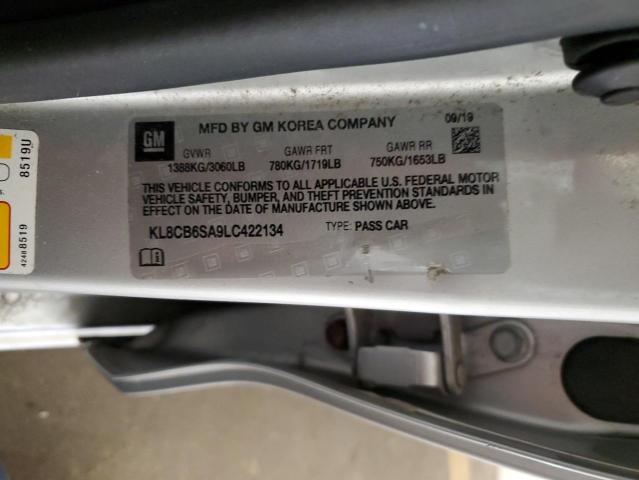 GM
MFD BY GM KOREA COMPANY
09/19
GVWR GAWR FRT GAWR RR
1388KG/3060LB 780KG/1719LB 750KG/1653LB
THIS VEHICLE CONFORMS TO ALL APPLICABLE U.S. FEDERAL MOTOR
VEHICLE SAFETY, BUMPER, AND THEFT PREVENTION STANDARDS IN
EFFECT ON THE DATE OF MANUFACTURE SHOWN ABOVE.
KL8CB6SA9LC422134 TYPE: PASS CAR
8519U
42488519